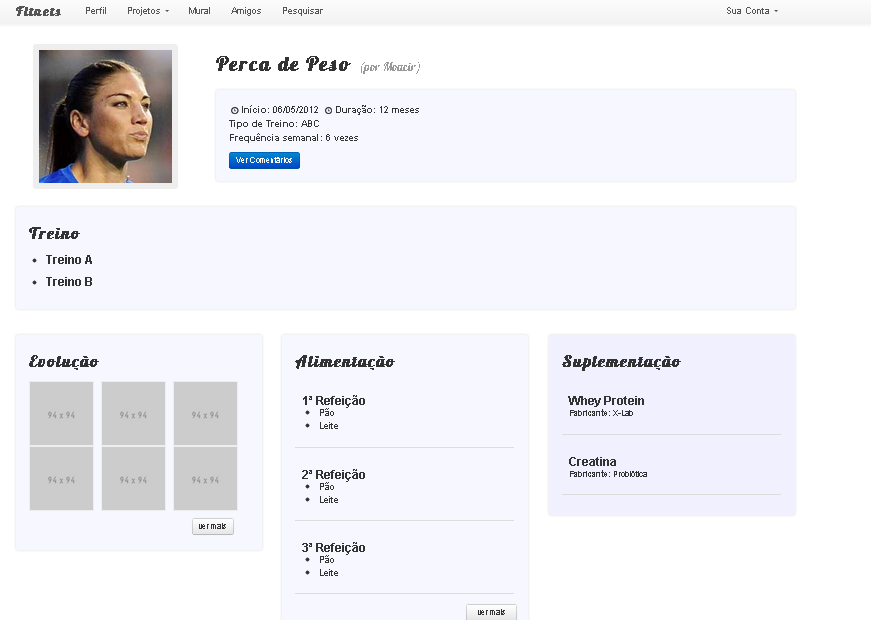 Fitnets Perfil Projetos Mural Amigos Pesquisar Sua Conta
Perca de Peso (por Moacir)
Início: 06/05/2012 Duração: 12 meses
Tipo de Treino: ABC
Frequência semanal: 6 vezes
Ver Comentários
Treino
Treino A
Treino B
Evolução
94 x 94 94 x 94 94 x 94
94 x 94 94 x 94 94 x 94
ver mais
Alimentação
1ª Refeição
Pão
Leite
2ª Refeição
Pão
Leite
3ª Refeição
Pão
Leite
ver mais
Suplementação
Whey Protein
Fabricante: X-Lab
Creatina
Fabricante: Probiótica